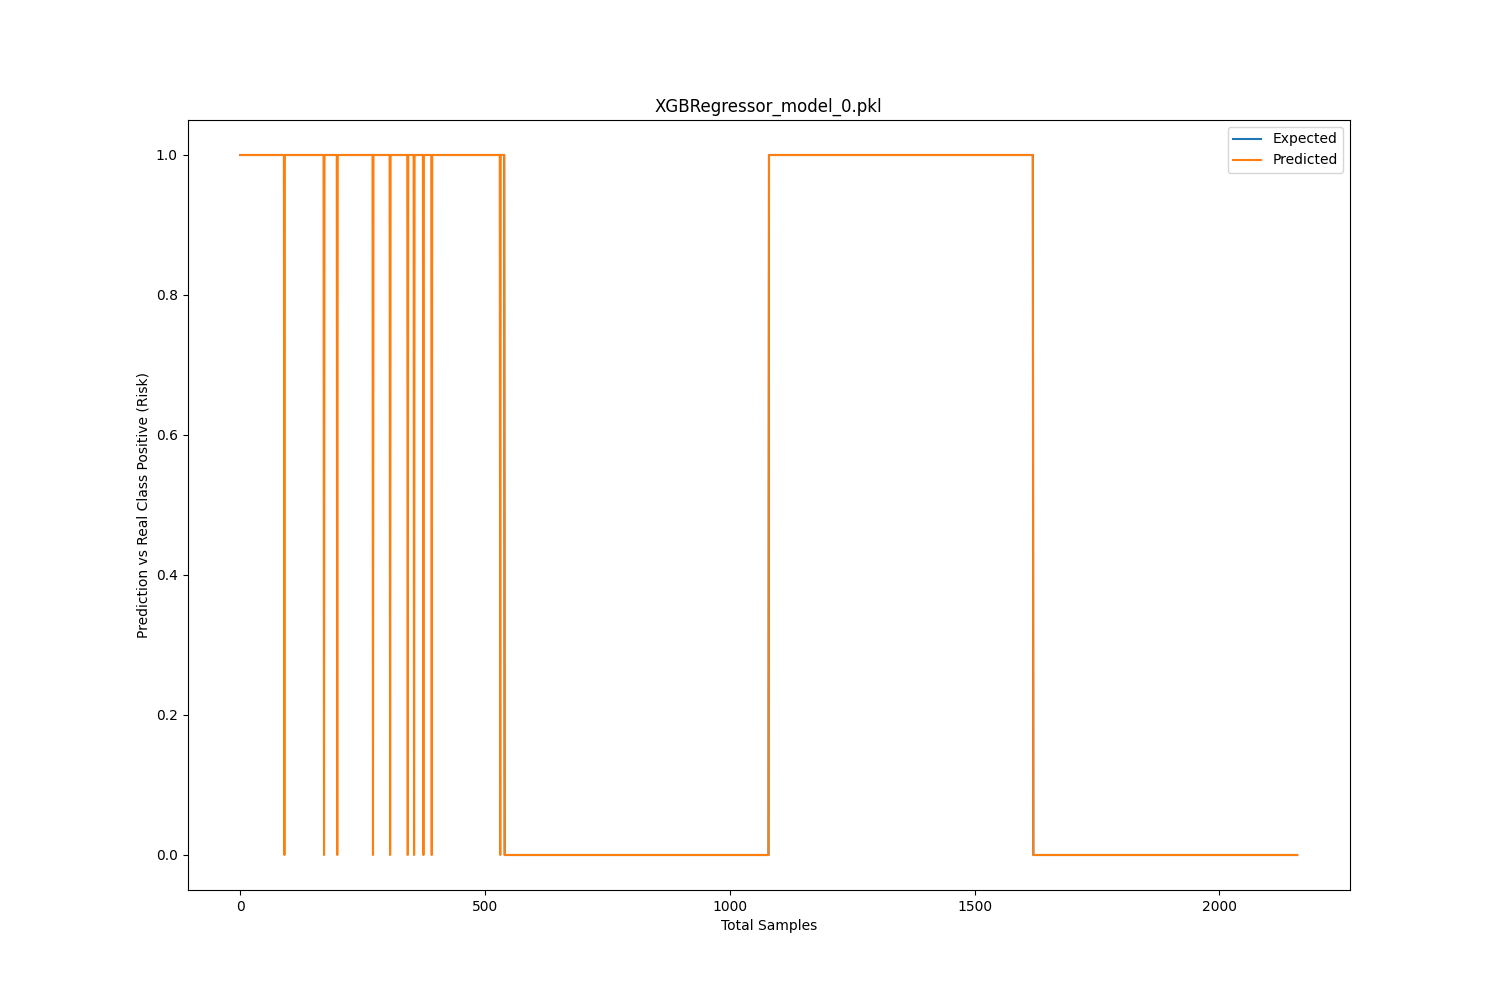 XGBRegressor_model_0.pkl
Expected
Predicted
1.0
0.8
0.6
0.4
0.2
0.0
Prediction vs Real Class Positive (Risk)
0 500 1000 1500 2000
Total Samples